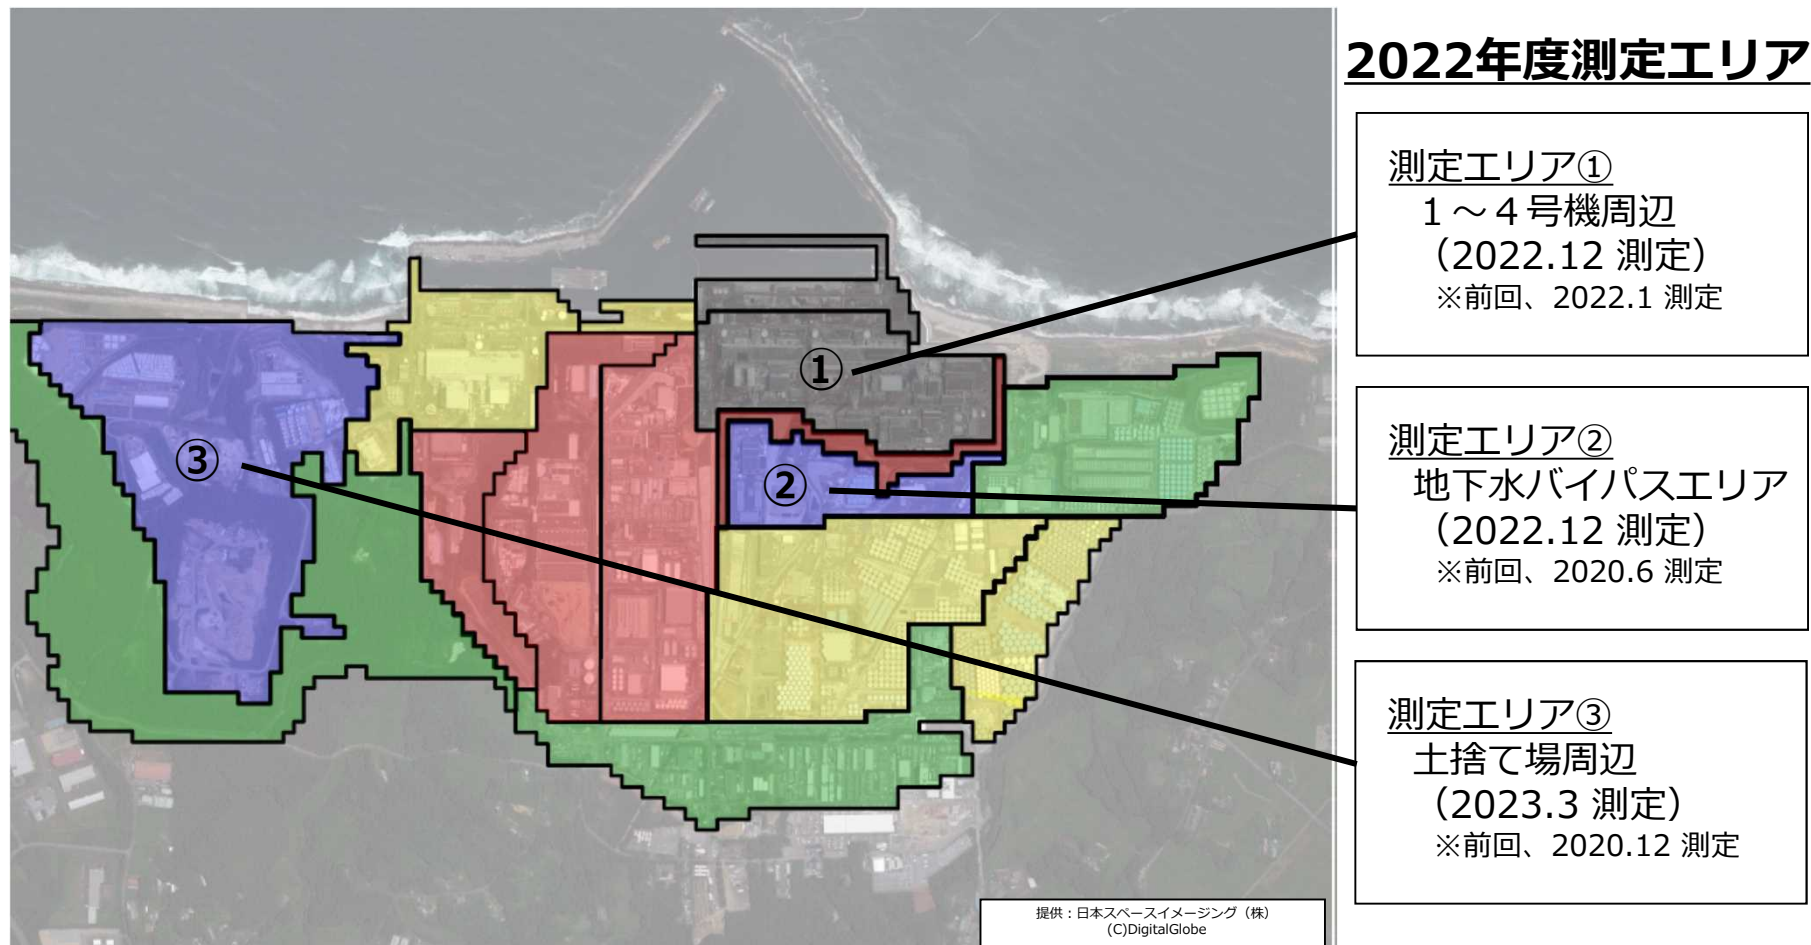 2022年度測定エリア
測定エリア①
１～４号機周辺
（2022.12 測定）
※前回、2022.1 測定
測定エリア②
地下水バイパスエリア
（2022.12 測定）
※前回、2020.6 測定
測定エリア③
土捨て場周辺
（2023.3 測定）
※前回、2020.12 測定
①
②
③
提供：日本スペースイメージング（株）
(C)DigitalGlobe